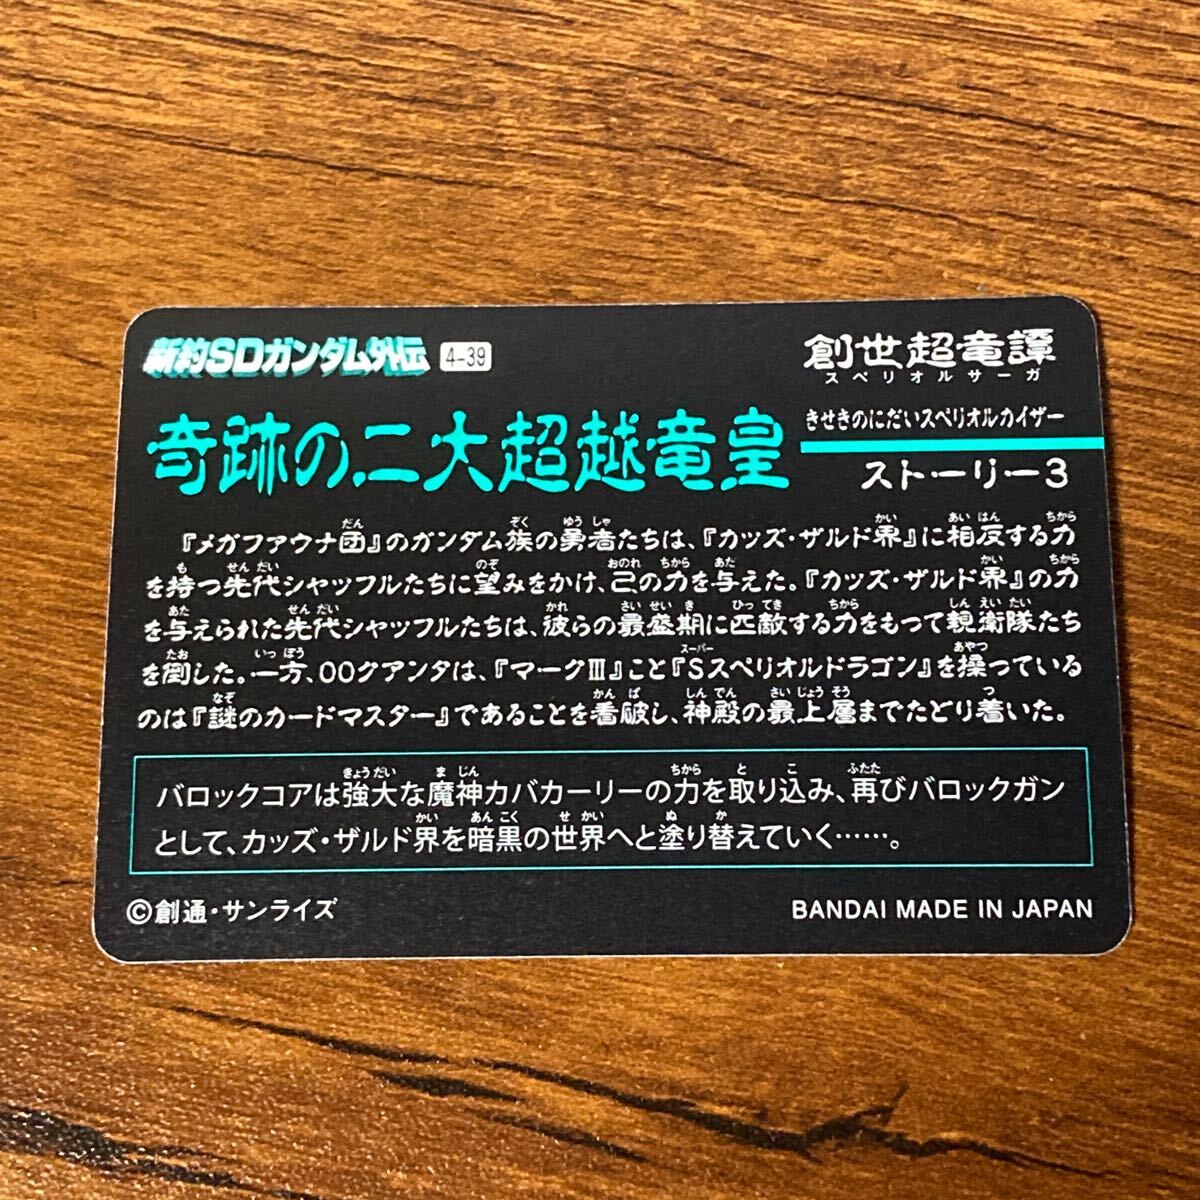 新約SDガンダム外伝 4-39
創世超竜譚
スペリオルサーガ
奇跡の二大超越竜皇
きせきのにだいスペリオルカイザー
ストーリー3
『メガファウナ団』のガンダム族の勇者たちは、『カッズ・ザルド界』に相反する力
を持つ先代シャッフルたちに望みをかけ、己の力を与えた。『カッズ・ザルド界』の力
を与えられた先代シャッフルたちは、彼らの最盛期に匹敵する力をもって親衛隊たち
を倒した。一方、00クアンタは、『マークⅢ』こと『Sスペリオルドラゴン』を操っている
のは『謎のカードマスター』であることを看破し、神殿の最上層までたどり着いた。
バロックコアは強大な魔神カバカーリーの力を取り込み、再びバロックガン
として、カッズ・ザルド界を暗黒の世界へと塗り替えていく……。
©創通・サンライズ
BANDAI MADE IN JAPAN